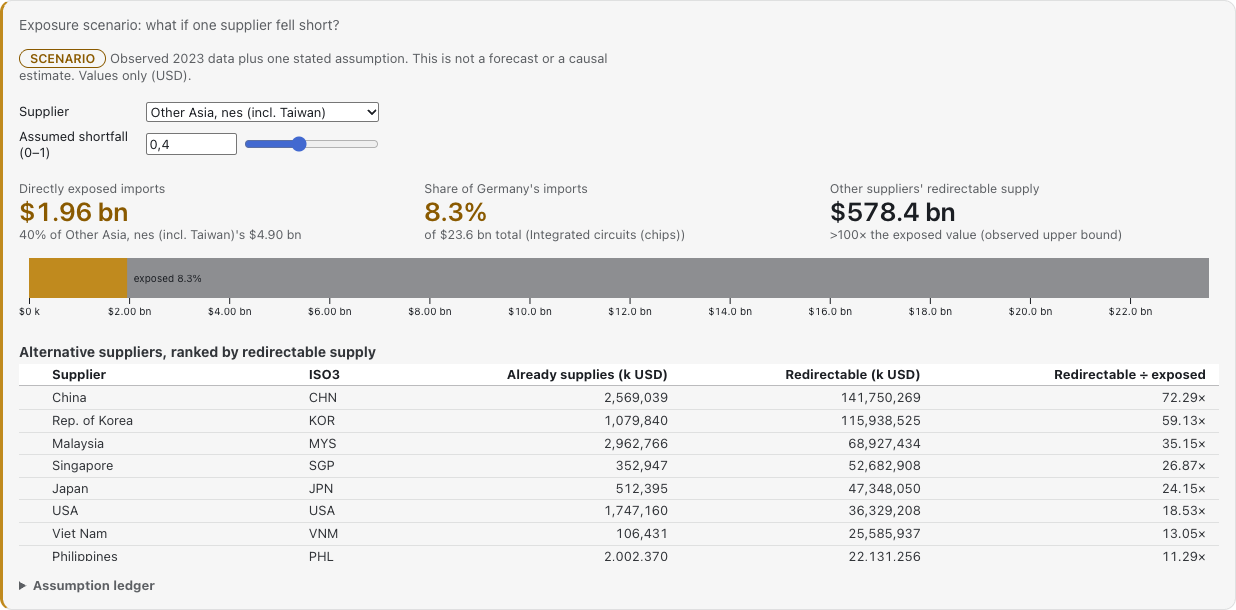 Exposure scenario: what if one supplier fell short?
SCENARIO Observed 2023 data plus one stated assumption. This is not a forecast or a causal
estimate. Values only (USD).
Supplier Other Asia, nes (incl. Taiwan)
Assumed shortfall
(0–1) 0,4
Directly exposed imports Share of Germany's imports Other suppliers' redirectable supply
$1.96 bn 8.3% $578.4 bn
40% of Other Asia, nes (incl. Taiwan)'s $4.90 bn of $23.6 bn total (Integrated circuits (chips)) >100× the exposed value (observed upper bound)
exposed 8.3%
$0 k $2.00 bn $4.00 bn $6.00 bn $8.00 bn $10.0 bn $12.0 bn $14.0 bn $16.0 bn $18.0 bn $20.0 bn $22.0 bn
Alternative suppliers, ranked by redirectable supply
Supplier ISO3 Already supplies (k USD) Redirectable (k USD) Redirectable ÷ exposed
China CHN 2,569,039 141,750,269 72.29×
Rep. of Korea KOR 1,079,840 115,938,525 59.13×
Malaysia MYS 2,962,766 68,927,434 35.15×
Singapore SGP 352,947 52,682,908 26.87×
Japan JPN 512,395 47,348,050 24.15×
USA USA 1,747,160 36,329,208 18.53×
Viet Nam VNM 106,431 25,585,937 13.05×
Philippines PHL 2,002,370 22,131,256 11.29×
▶ Assumption ledger